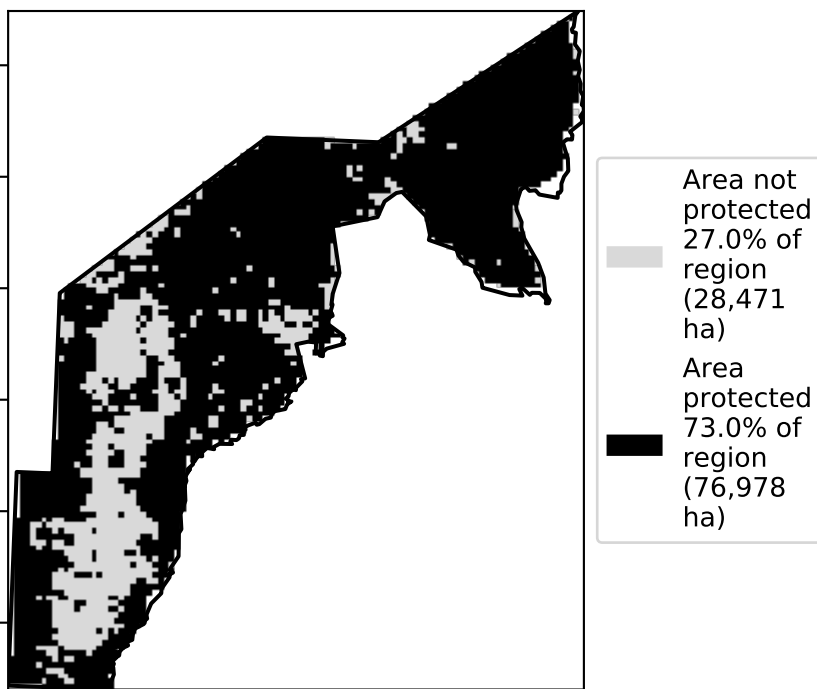 Area not
protected
27.0% of
region
(28,471
ha)
Area
protected
73.0% of
region
(76,978
ha)